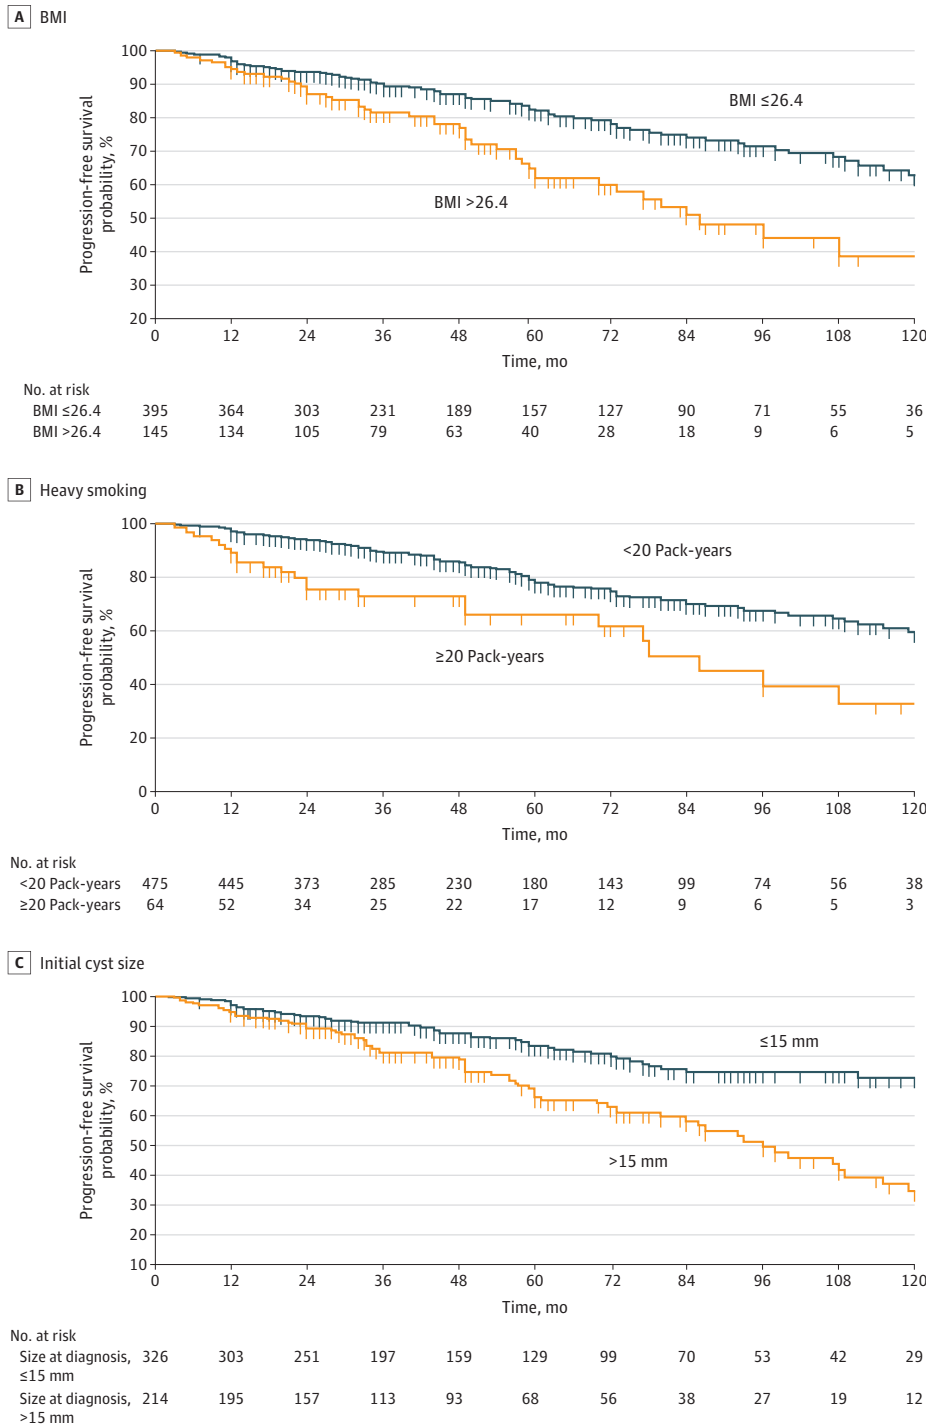 A BMI
Progression-free survival
probability, %
100
90
80
70
60
50
40
30
20
BMI ≤26.4
BMI >26.4
0 12 24 36 48 60 72 84 96 108 120
Time, mo
No. at risk
BMI ≤26.4 395 364 303 231 189 157 127 90 71 55 36
BMI >26.4 145 134 105 79 63 40 28 18 9 6 5
B Heavy smoking
Progression-free survival
probability, %
100
80
60
40
20
0
<20 Pack-years
≥20 Pack-years
0 12 24 36 48 60 72 84 96 108 120
Time, mo
No. at risk
<20 Pack-years 475 445 373 285 230 180 143 99 74 56 38
≥20 Pack-years 64 52 34 25 22 17 12 9 6 5 3
C Initial cyst size
Progression-free survival
probability, %
100
90
80
70
60
50
40
30
20
10
≤15 mm
>15 mm
0 12 24 36 48 60 72 84 96 108 120
Time, mo
No. at risk
Size at diagnosis, 326 303 251 197 159 129 99 70 53 42 29
≤15 mm
Size at diagnosis, 214 195 157 113 93 68 56 38 27 19 12
>15 mm